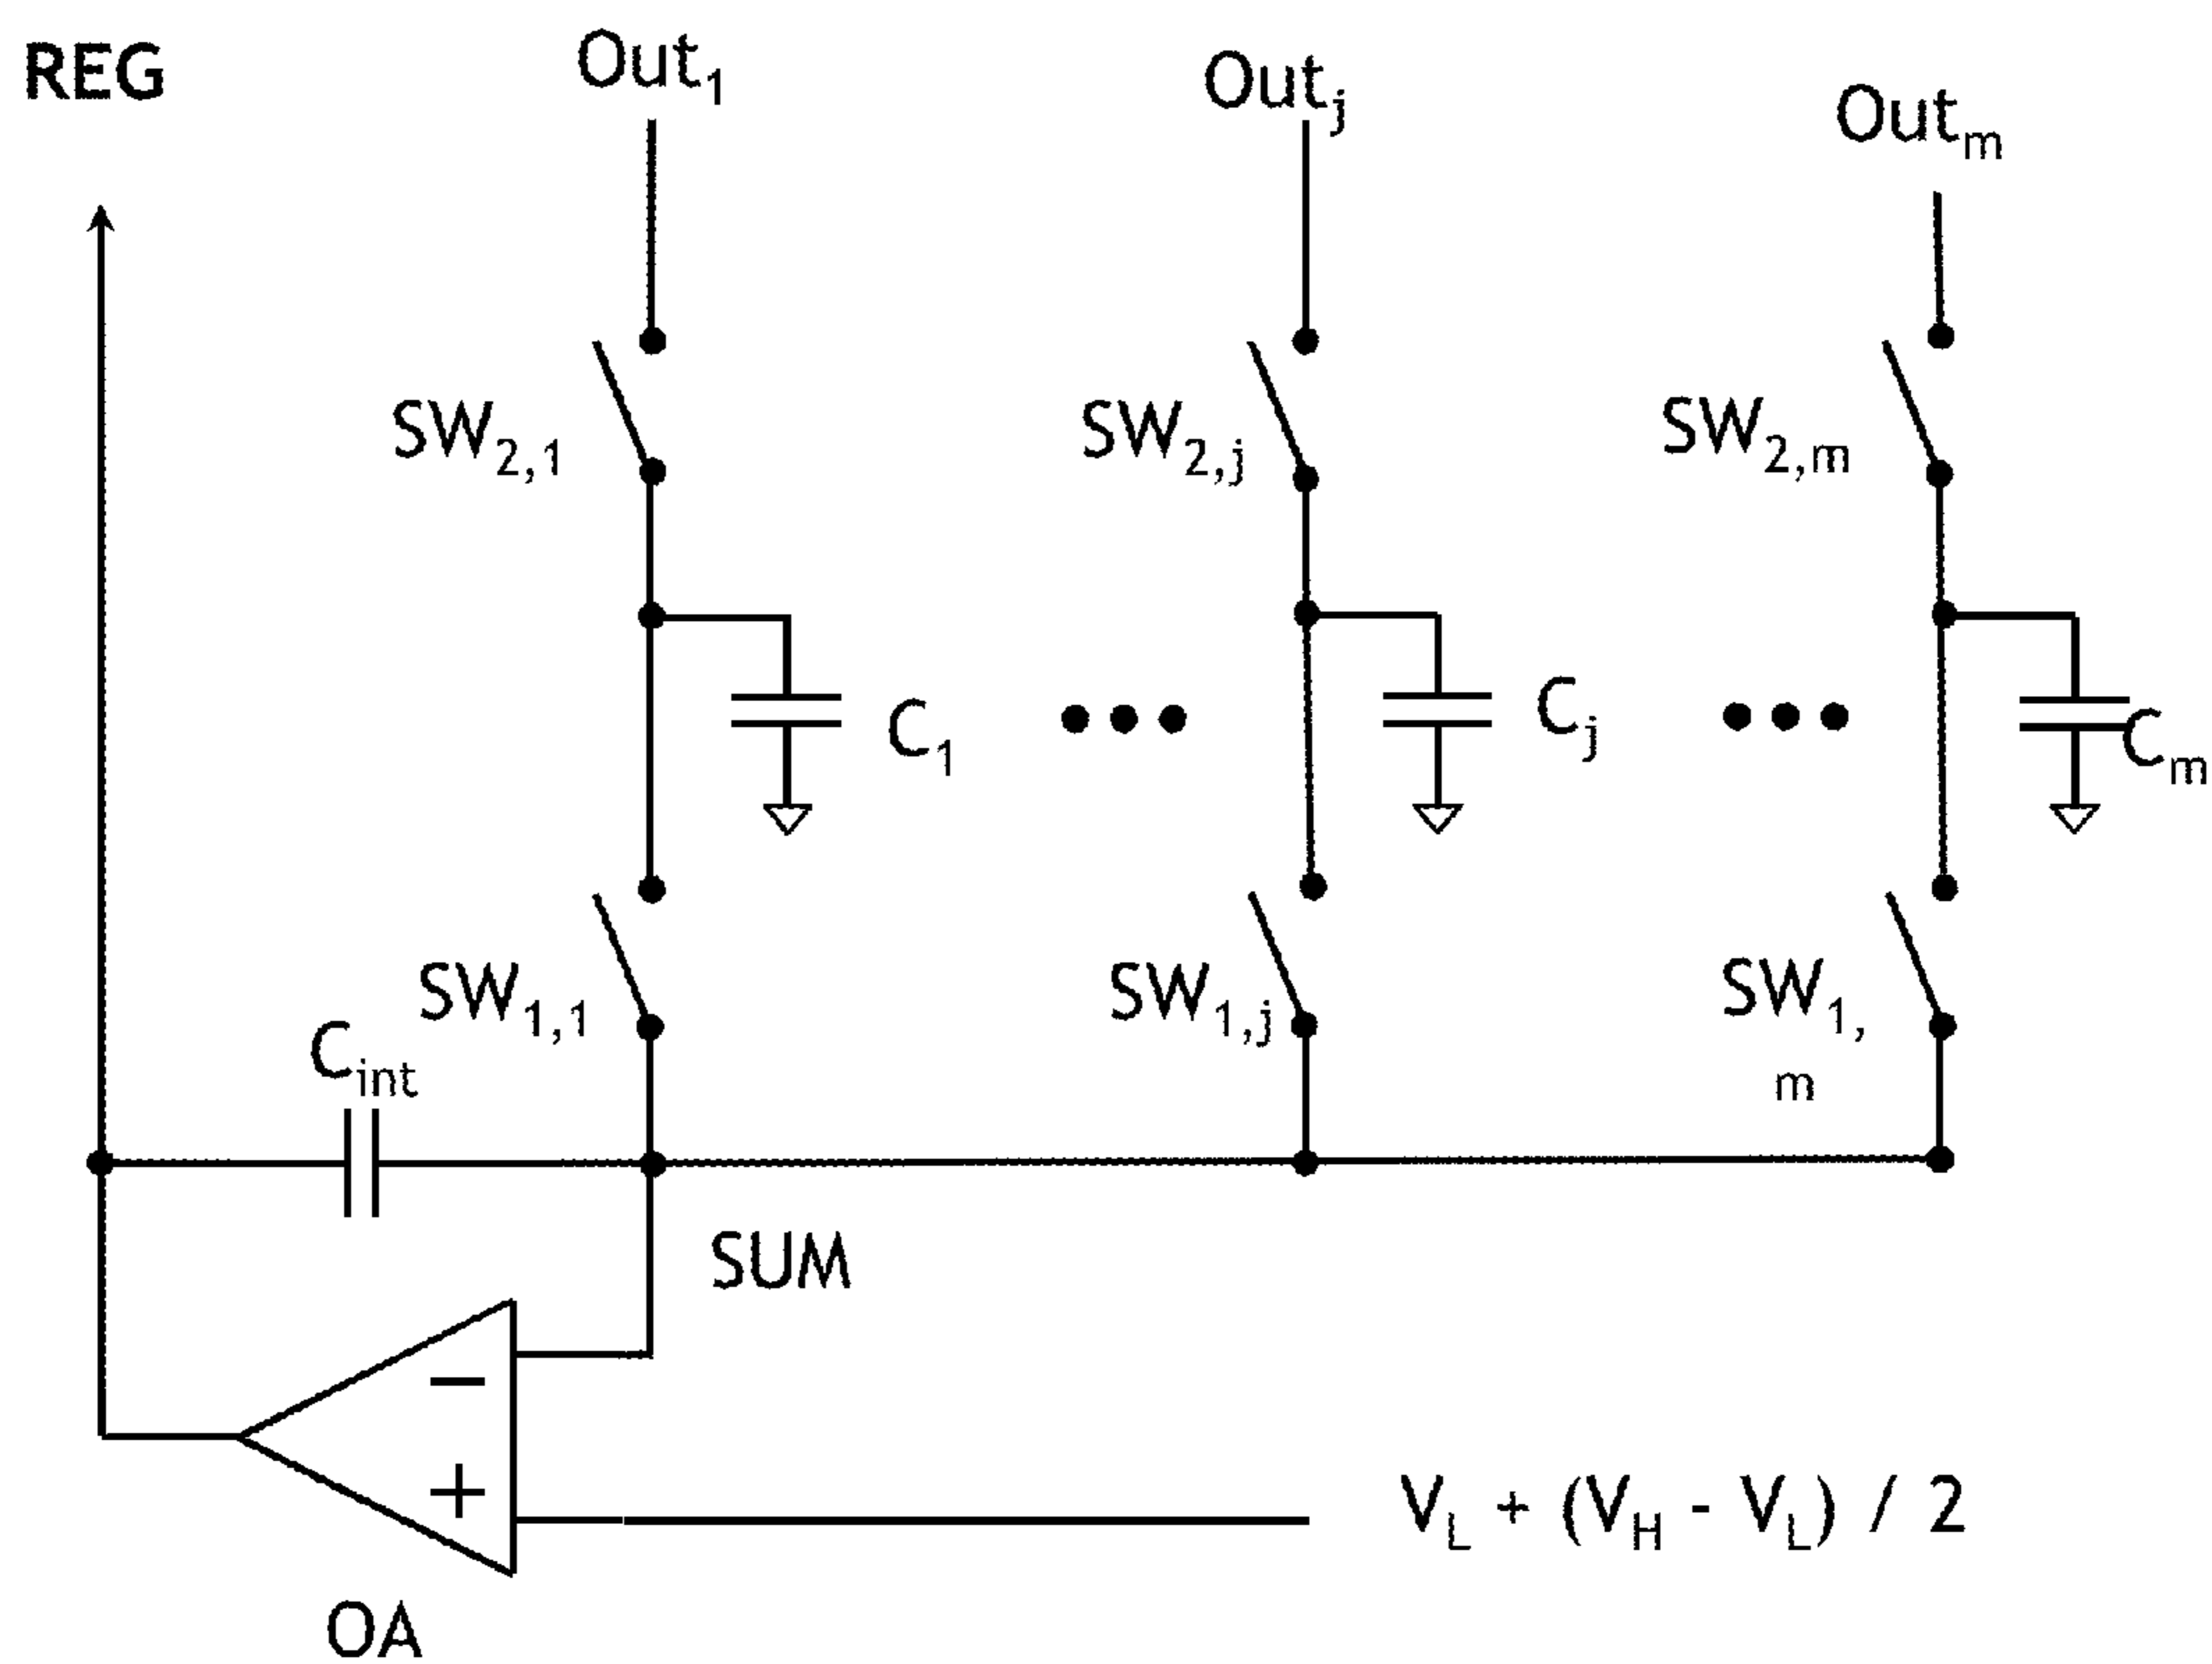 REG
Out1
Outj
Outm
SW2,1
SW2,j
SW2,m
C1
Cj
Cm
SW1,1
SW1,j
SW1,
m
Cint
SUM
−
+
VL + (VH - VL) / 2
OA